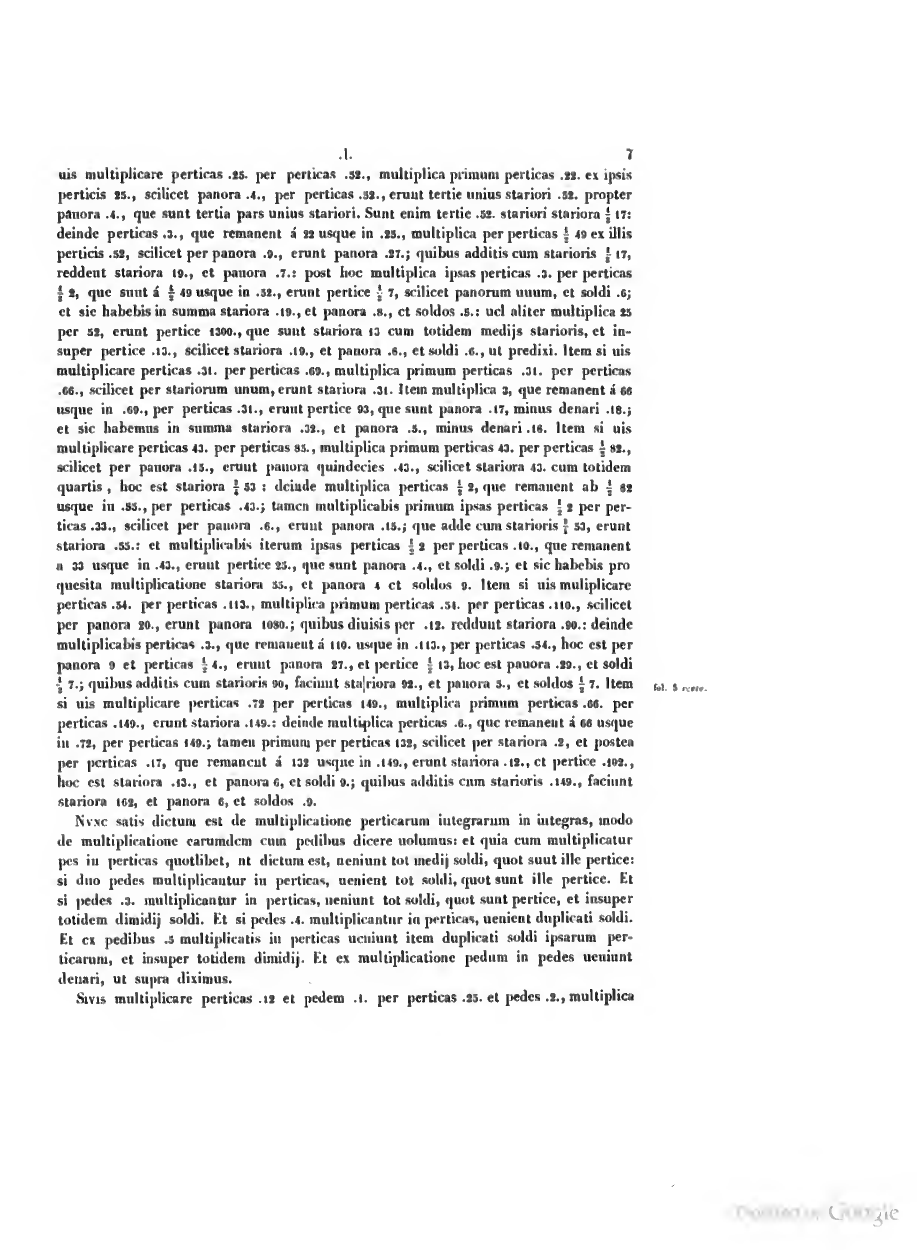 .1. 7
uis multiplicare perticas .25. per perticas .52., multiplica primum perticas .22. ex ipsis
perticis 25., scilicet panora .4., per perticas .52., erunt tertie unius stariori .52. propter
panora .4., que sunt tertia pars unius stariori. Sunt enim tertie .52. stariori stariora 1/3 17:
deinde perticas .3., que remanent á 22 usque in .25., multiplica per perticas 1/2 49 ex illis
perticis .52, scilicet per panora .9., erunt panora .27.; quibus additis cum starioris 1/3 17,
reddent stariora 19., et panora .7.: post hoc multiplica ipsas perticas .3. per perticas
1/2 2, que sunt á 1/2 49 usque in .52., erunt pertice 1/2 7, scilicet panorum unum, et soldi .6;
et sic habebis in summa stariora .19., et panora .8., et soldos .6.: uel aliter multiplica 25
per 52, erunt pertice 1300., que sunt stariora 13 cum totidem medijs starioris, et in-
super pertice .13., scilicet stariora .19., et panora .8., et soldi .6., ut predixi. Item si uis
multiplicare perticas .31. per perticas .69., multiplica primum perticas .31. per perticas
.66., scilicet per stariorum unum, erunt stariora .31. Item multiplica 3, que remanent á 66
usque in .69., per perticas .31., erunt pertice 93, que sunt panora .17, minus denari .18.;
et sic habemus in summa stariora .32., et panora .5., minus denari .18. Item si uis
multiplicare perticas 43. per perticas 85., multiplica primum perticas 43. per perticas 1/2 82.,
scilicet per panora .15., erunt panora quindecies .43., scilicet stariora 43. cum totidem
quartis , hoc est stariora 3/4 53 : deinde multiplica perticas 1/2 2, que remanent ab 1/2 82
usque in .85., per perticas .43.; tamen multiplicabis primum ipsas perticas 1/2 2 per per-
ticas .33., scilicet per panora .6., erunt panora .15.; que adde cum starioris 3/4 53, erunt
stariora .55.: et multiplicabis iterum ipsas perticas 1/2 2 per perticas .10., que remanent
a 33 usque in .43., erunt pertice 25., que sunt panora .4., et soldi .9.; et sic habebis pro
quesita multiplicatione stariora 55., et panora 4 et soldos 9. Item si uis muliplicare
perticas .54. per perticas .113., multiplica primum perticas .54. per perticas .110., scilicet
per panora 20., erunt panora 1080.; quibus diuisis per .12. reddunt stariora .90.: deinde
multiplicabis perticas .3., que remanent á 110. usque in .113., per perticas .54., hoc est per
panora 9 et perticas 1/2 4., erunt panora 27., et pertice 1/2 13, hoc est panora .29., et soldi
1/2 7.; quibus additis cum starioris 90, faciunt sta|riora 92., et panora 5., et soldos 1/2 7. Item
fol. 5 recto.
si uis multiplicare perticas .72 per perticas 149., multiplica primum perticas .66. per
perticas .149., erunt stariora .149.: deinde multiplica perticas .6., que remanent á 66 usque
in .72, per perticas 149.; tamen primum per perticas 132, scilicet per stariora .2, et postea
per perticas .17, que remanent á 132 usque in .149., erunt stariora .12., et pertice .102.,
hoc est stariora .13., et panora 6, et soldi 9.; quibus additis cum starioris .149., faciunt
stariora 162, et panora 6, et soldos .9.
Nvnc satis dictum est de multiplicatione perticarum integrarum in integras, modo
de multiplicatione earumdem cum pedibus dicere uolumus: et quia cum multiplicatur
pes in perticas quotlibet, ut dictum est, ueniunt tot medij soldi, quot sunt ille pertice:
si duo pedes multiplicantur in perticas, uenient tot soldi, quot sunt ille pertice. Et
si pedes .3. multiplicantur in perticas, ueniunt tot soldi, quot sunt pertice, et insuper
totidem dimidij soldi. Et si pedes .4. multiplicantur in perticas, uenient duplicati soldi.
Et ex pedibus .5 multiplicatis in perticas ueniunt item duplicati soldi ipsarum per-
ticarum, et insuper totidem dimidij. Et ex multiplicatione pedum in pedes ueniunt
denari, ut supra diximus.
Sivis multiplicare perticas .12 et pedem .1. per perticas .25. et pedes .2., multiplica
Digitized by Google